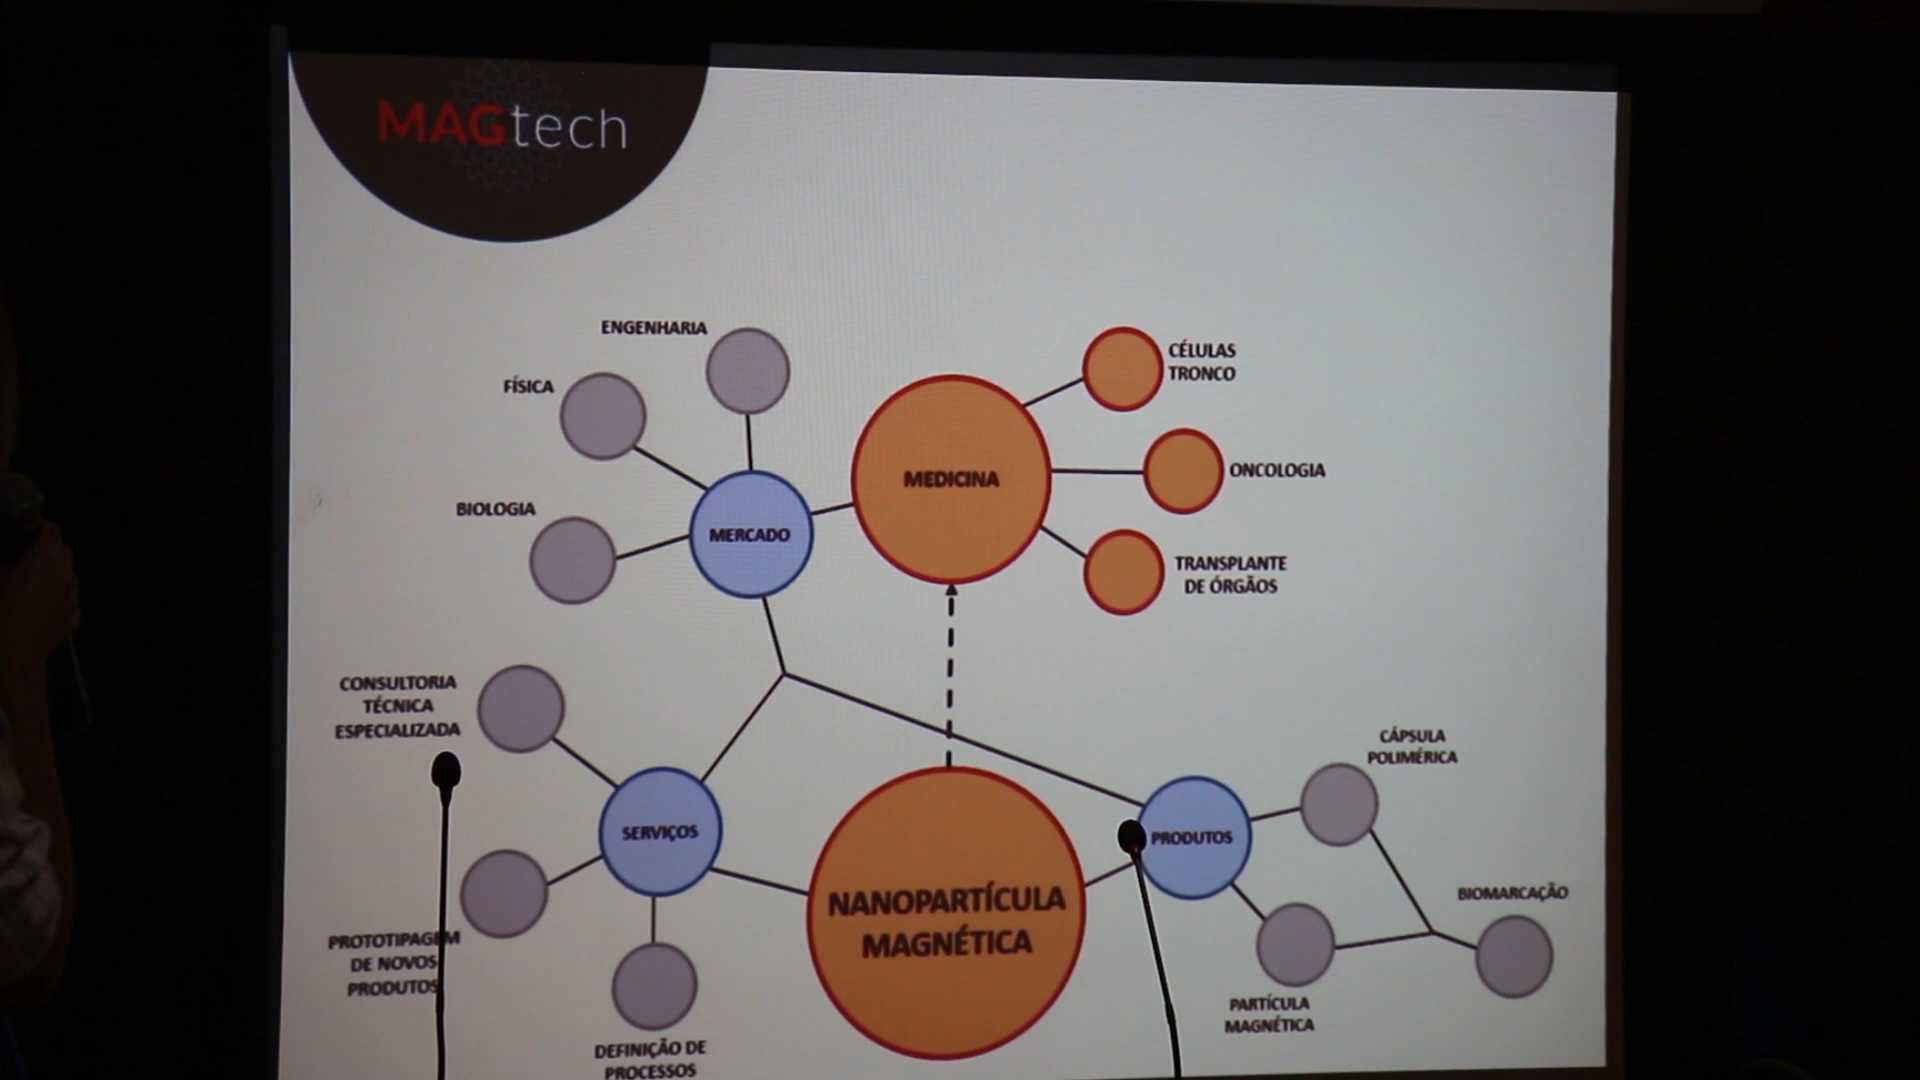 MAGtech
ENGENHARIA
FÍSICA
BIOLOGIA
MERCADO
MEDICINA
CÉLULAS
TRONCO
ONCOLOGIA
TRANSPLANTE
DE ÓRGÃOS
CONSULTORIA
TÉCNICA
ESPECIALIZADA
SERVIÇOS
PROTOTIPAGEM
DE NOVOS
PRODUTOS
DEFINIÇÃO DE
PROCESSOS
NANOPARTÍCULA
MAGNÉTICA
PRODUTOS
CÁPSULA
POLIMÉRICA
BIOMARCAÇÃO
PARTÍCULA
MAGNÉTICA